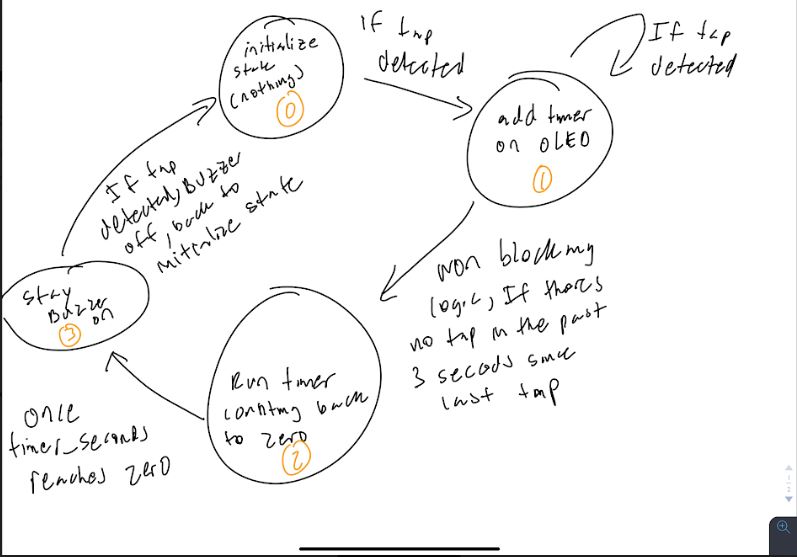 initialize
state
(nothing)
0
if tap
detected
If tap
detected
add timer
on OLED
1
If tap
detected, Buzzer
off, back to
initialize state
non blocking
logic, If theres
no tap in the past
3 seconds since
last tap
stay
Buzzer
on
3
Run timer
counting back
to zero
2
once
timer_seconds
reaches zero